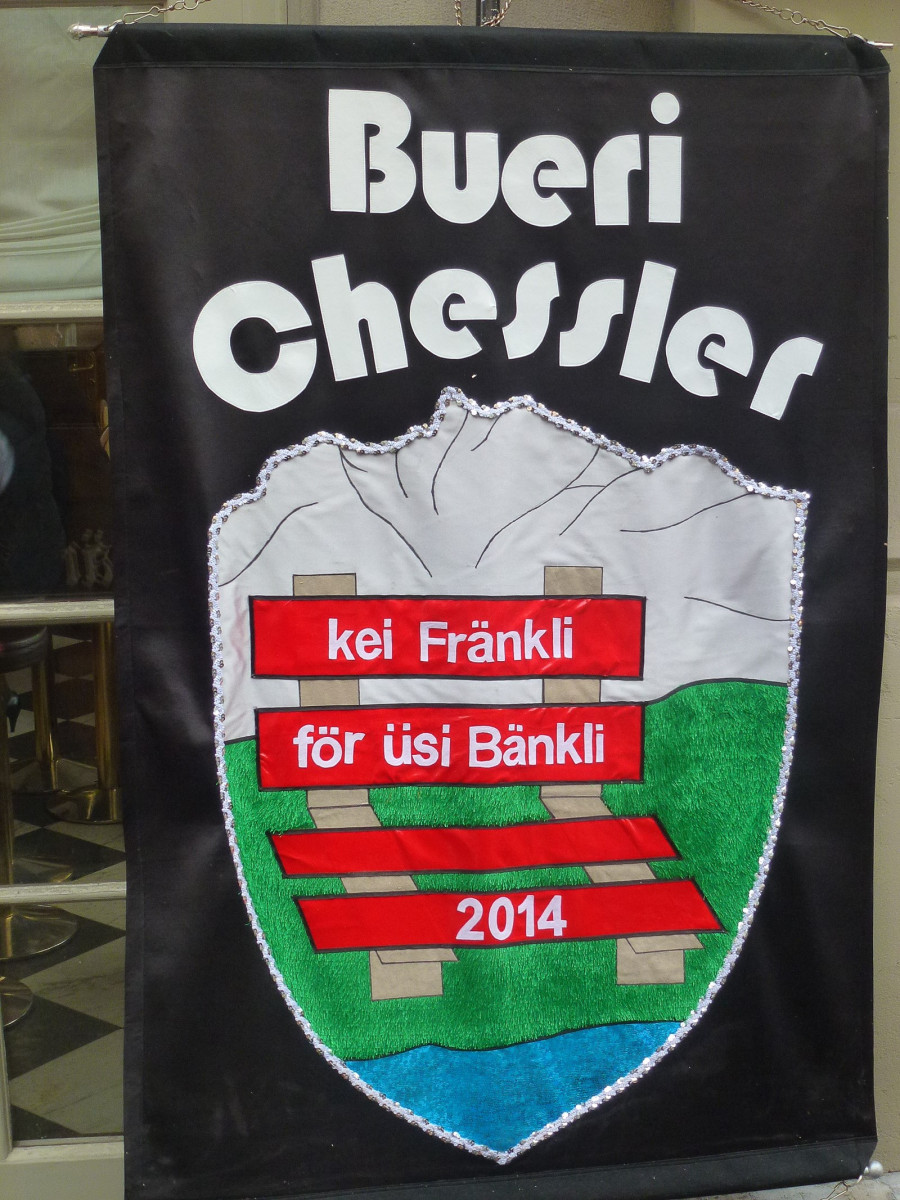 Bueri
Chessler
kei Fränkli
för üsi Bänkli
2014